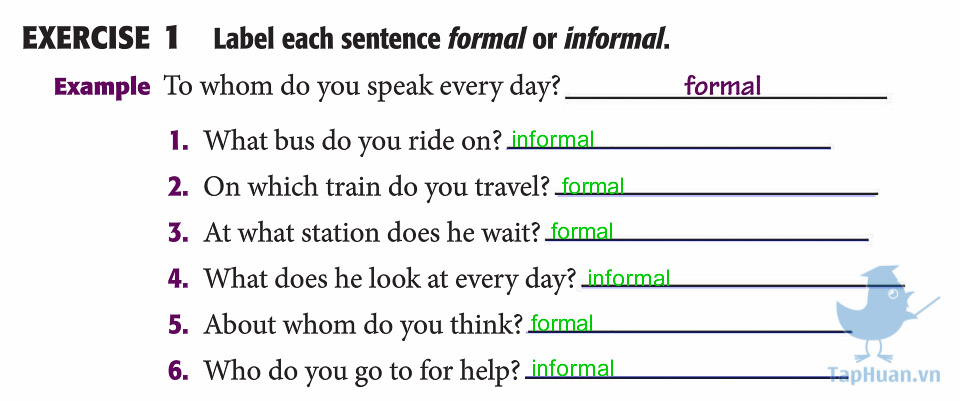 EXERCISE 1 Label each sentence formal or informal.
Example To whom do you speak every day? formal
1. What bus do you ride on? informal
2. On which train do you travel? formal
3. At what station does he wait? formal
4. What does he look at every day? informal
5. About whom do you think? formal
6. Who do you go to for help? informal
TapHuan.vn